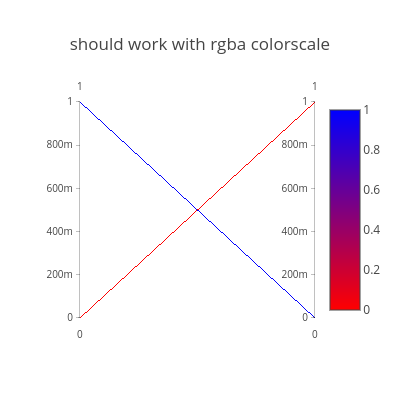 should work with rgba colorscale
1 1
1 1 1
800m 800m 0.8
600m 600m 0.6
400m 400m 0.4
200m 200m 0.2
0 0 0
0 0